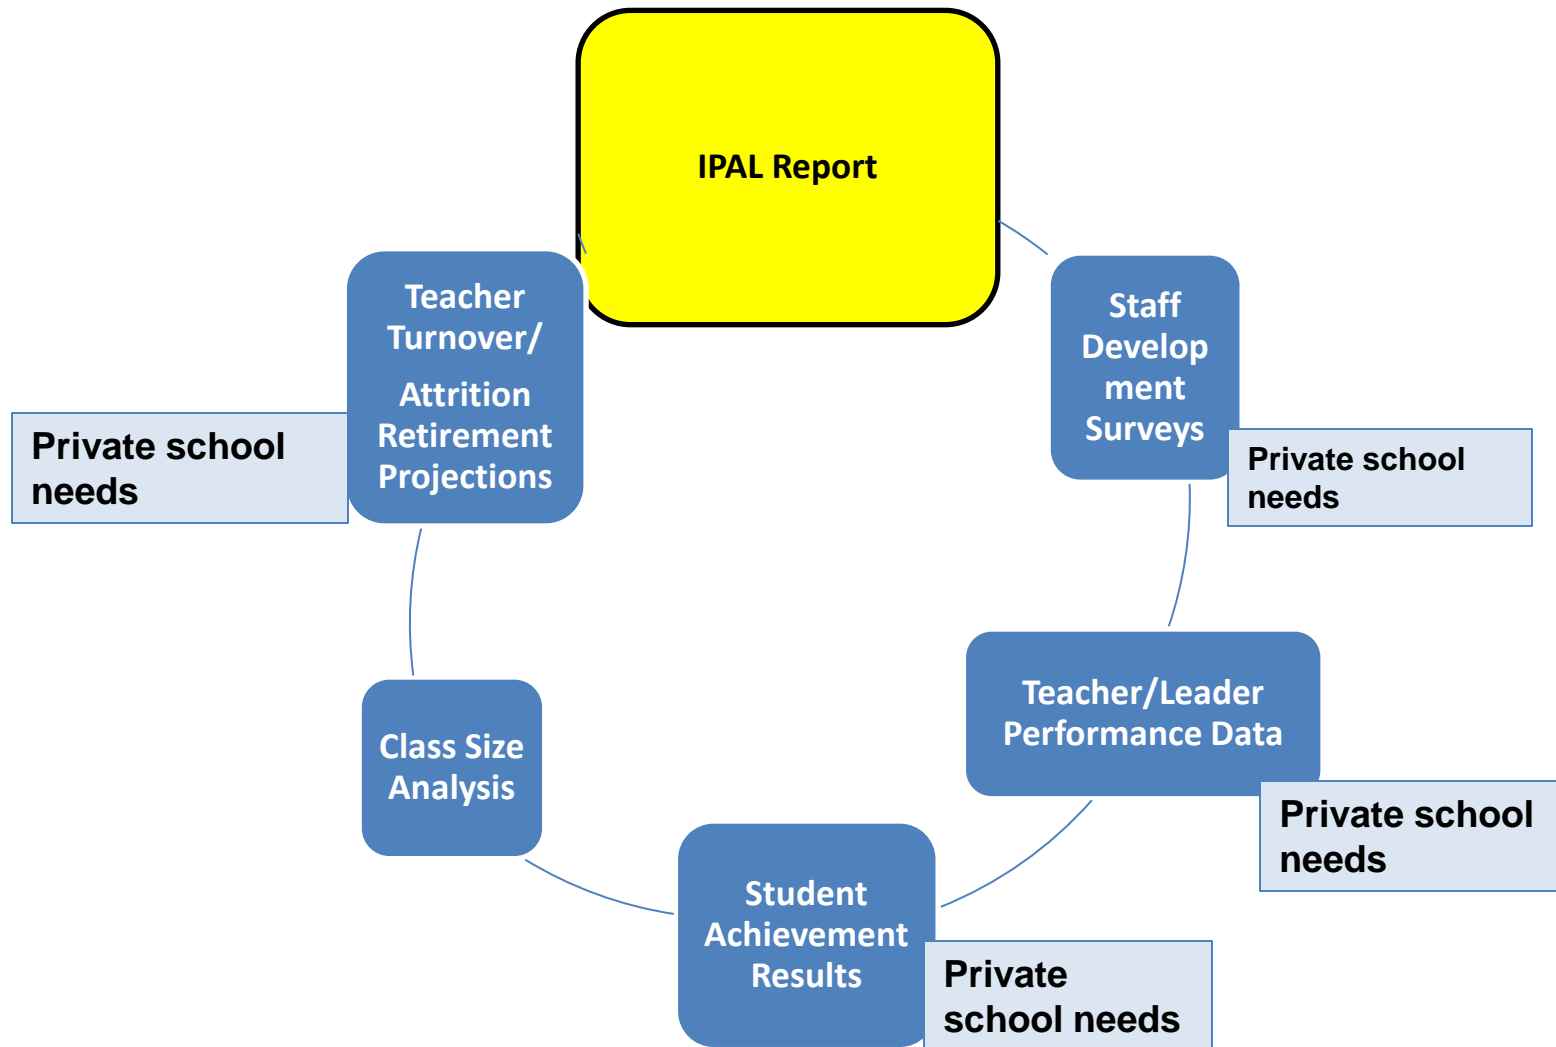 IPAL Report
Teacher
Turnover/
Attrition
Retirement
Projections
Private school
needs
Staff
Develop
ment
Surveys
Private school
needs
Teacher/Leader
Performance Data
Private school
needs
Class Size
Analysis
Student
Achievement
Results
Private
school needs